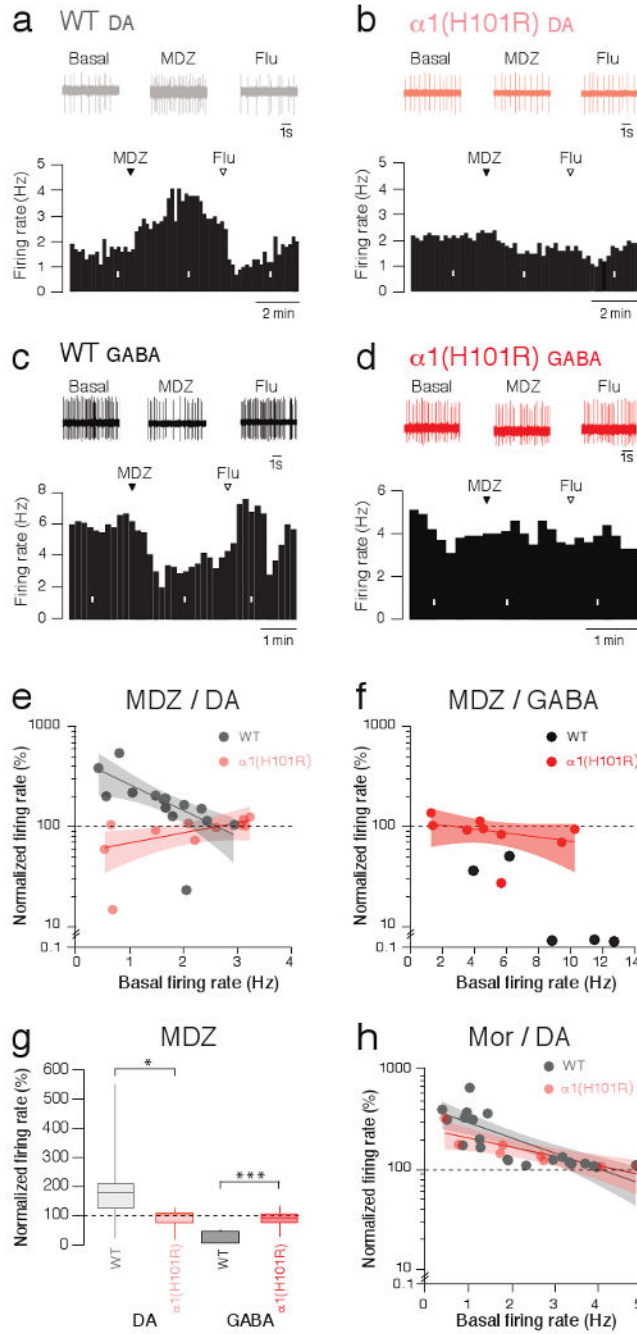 a WT DA
Basal MDZ Flu
1s
MDZ Flu
Firing rate (Hz)
5
4
3
2
1
0
2 min
b α1(H101R) DA
Basal MDZ Flu
1s
MDZ Flu
Firing rate (Hz)
5
4
3
2
1
0
2 min
c WT GABA
Basal MDZ Flu
1s
MDZ Flu
Firing rate (Hz)
8
6
4
2
0
1 min
d α1(H101R) GABA
Basal MDZ Flu
1s
MDZ Flu
Firing rate (Hz)
6
4
2
0
1 min
e MDZ / DA
WT
α1(H101R)
Normalized firing rate (%)
1000
100
10
0.1
0 1 2 3 4
Basal firing rate (Hz)
f MDZ / GABA
WT
α1(H101R)
Normalized firing rate (%)
1000
100
10
0.1
0 2 4 6 8 10 12 14
Basal firing rate (Hz)
g MDZ
Normalized firing rate (%)
600
500
400
300
200
100
0
*
***
WT α1(H101R) WT α1(H101R)
DA GABA
h Mor / DA
WT
α1(H101R)
Normalized firing rate (%)
1000
100
10
0.1
0 1 2 3 4 5
Basal firing rate (Hz)